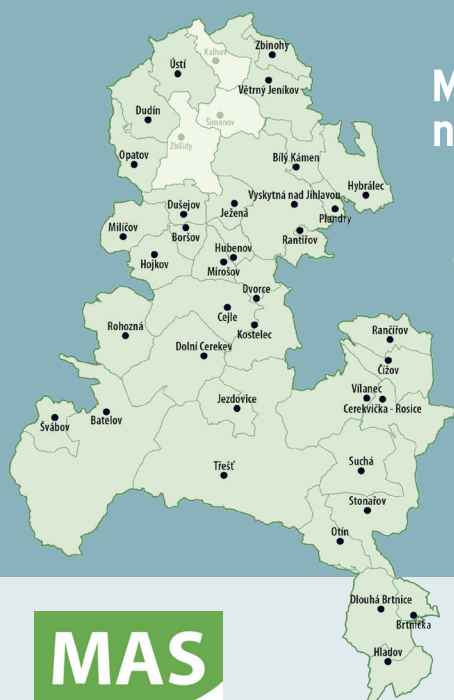 Kalhov
Zbinohy
Ústí
Větrný Jeníkov
Dudín
Šimanov
Zbilidy
Opatov
Bílý Kámen
Hybrálec
Vyskytná nad Jihlavou
Dušejov
Ježená
Plandry
Milíčov
Boršov
Rantířov
Hubenov
Hojkov
Mirošov
Dvorce
Cejle
Rohozná
Kostelec
Rančířov
Dolní Cerekev
Čížov
Vílanec
Jezdovice
Cerekvička - Rosice
Švábov
Batelov
Třešť
Suchá
Stonařov
Otín
Dlouhá Brtnice
Brtnička
Hladov
M
n
MAS